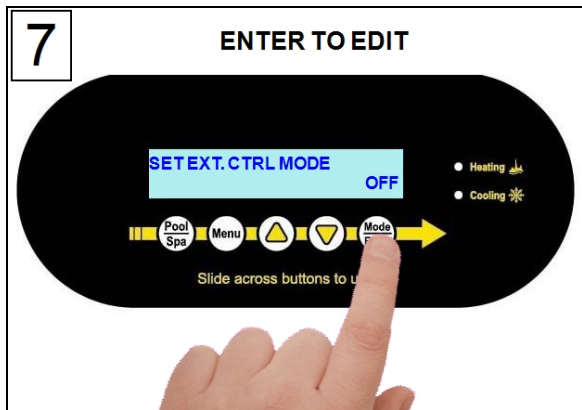 7
ENTER TO EDIT
SET EXT. CTRL MODE
OFF
Heating
Cooling
Pool
Spa
Menu
Mode
Slide across buttons to